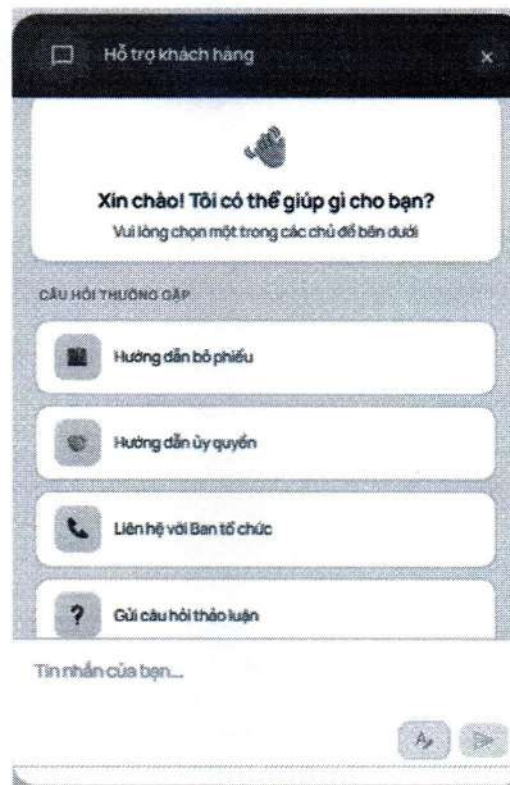 Hỗ trợ khách hàng
Xin chào! Tôi có thể giúp gì cho bạn?
Vui lòng chọn một trong các chủ đề bên dưới
CÂU HỎI THƯỜNG GẶP
Hướng dẫn bỏ phiếu
Hướng dẫn ủy quyền
Liên hệ với Ban tổ chức
?
Gửi câu hỏi thảo luận
Tin nhắn của bạn...